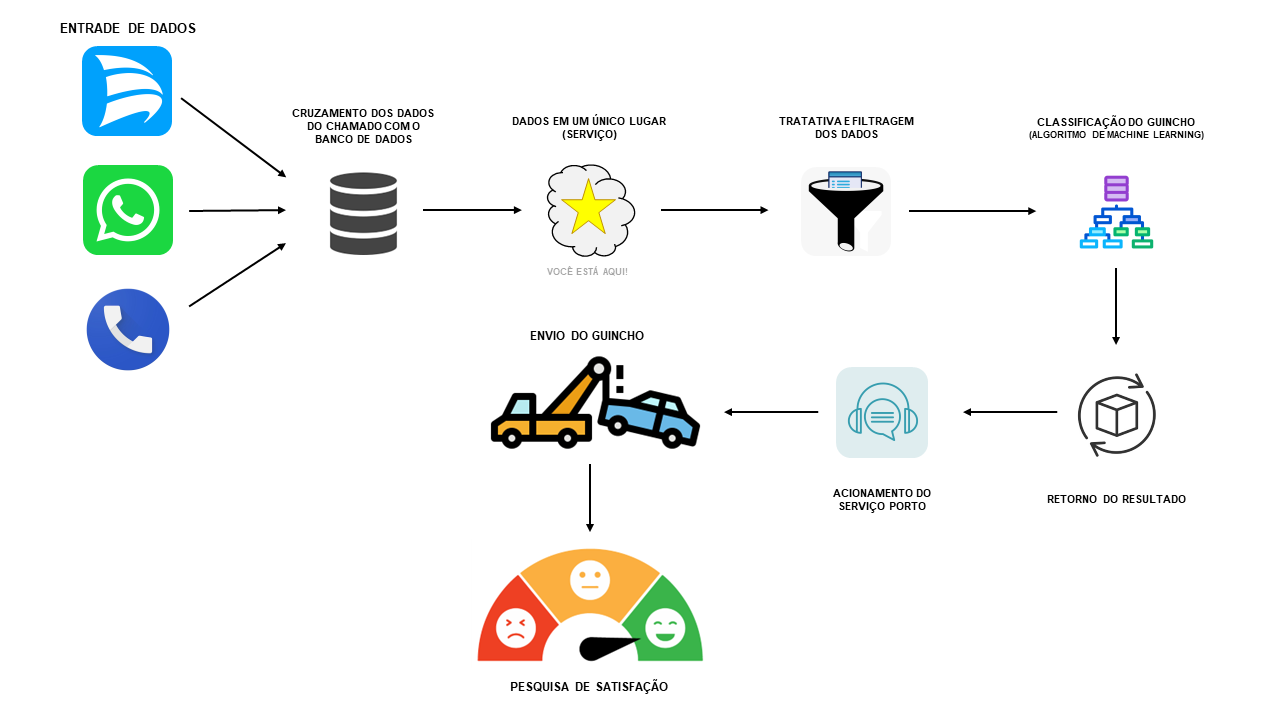 ENTRADE DE DADOS
CRUZAMENTO DOS DADOS
DO CHAMADO COM O
BANCO DE DADOS
DADOS EM UM ÚNICO LUGAR
(SERVIÇO)
VOCÊ ESTÁ AQUI!
TRATATIVA E FILTRAGEM
DOS DADOS
CLASSIFICAÇÃO DO GUINCHO
(ALGORITMO DE MACHINE LEARNING)
RETORNO DO RESULTADO
ACIONAMENTO DO
SERVIÇO PORTO
ENVIO DO GUINCHO
PESQUISA DE SATISFAÇÃO